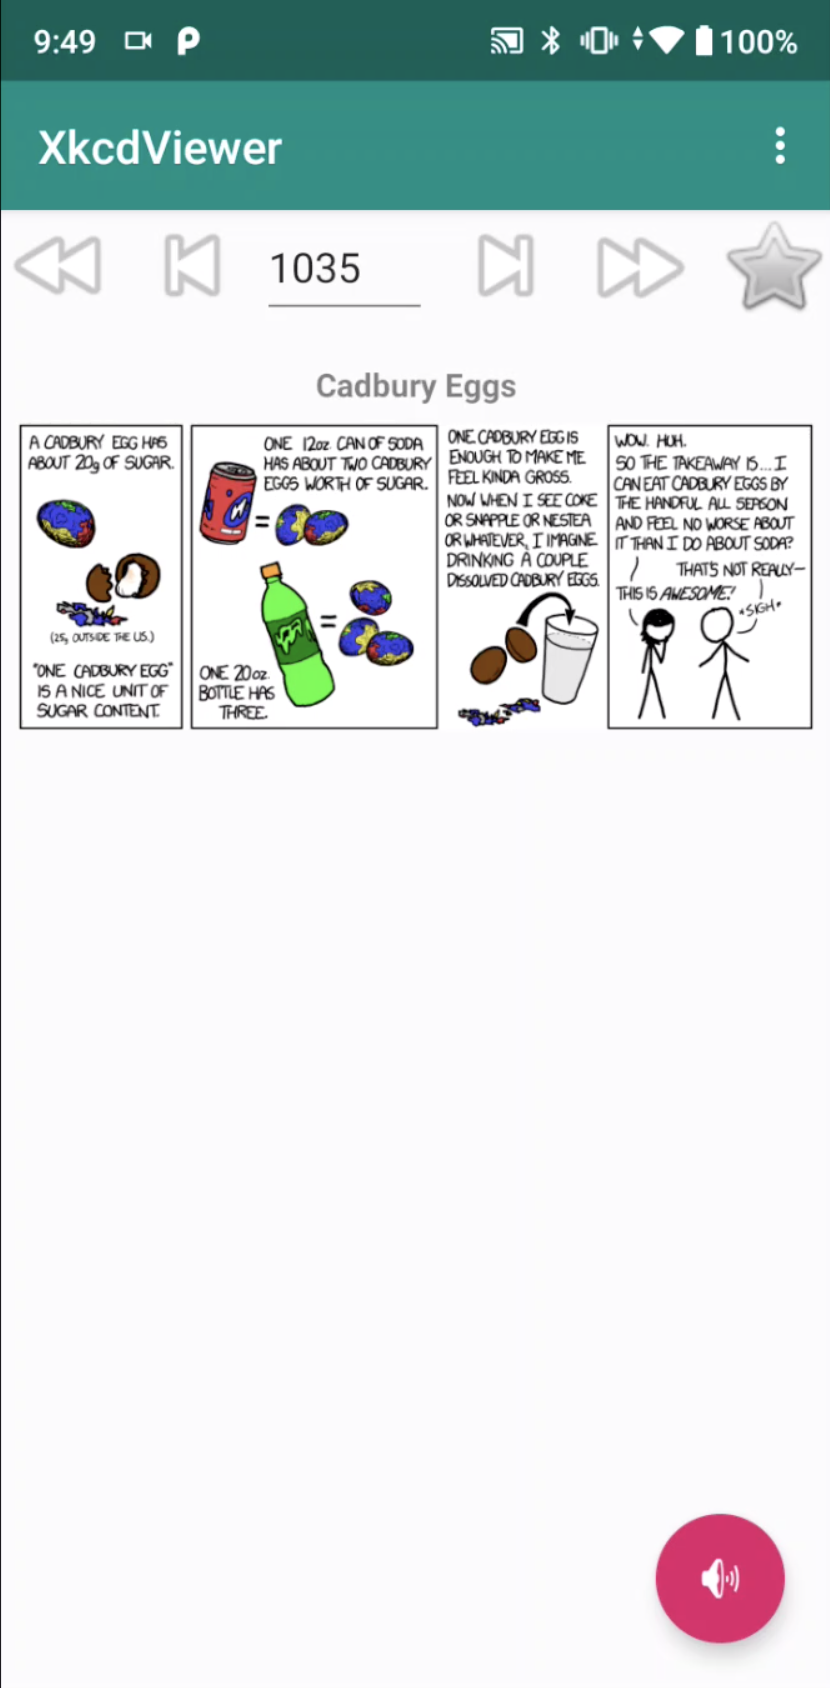 9:49
100%
XkcdViewer
1035
Cadbury Eggs
A CADBURY EGG HAS
ABOUT 20g OF SUGAR.
(25g OUTSIDE THE US.)
"ONE CADBURY EGG"
IS A NICE UNIT OF
SUGAR CONTENT.
ONE 12oz. CAN OF SODA
HAS ABOUT TWO CADBURY
EGGS WORTH OF SUGAR.
=
=
ONE 20oz.
BOTTLE HAS
THREE.
ONE CADBURY EGG IS
ENOUGH TO MAKE ME
FEEL KINDA GROSS.
NOW WHEN I SEE COKE
OR SNAPPLE OR NESTEA
OR WHATEVER, I IMAGINE
DRINKING A COUPLE
DISSOLVED CADBURY EGGS.
WOW. HUH.
SO THE TAKEAWAY IS...I
CAN EAT CADBURY EGGS BY
THE HANDFUL ALL SEASON
AND FEEL NO WORSE ABOUT
IT THAN I DO ABOUT SODA?
THAT'S NOT REALLY—
THIS IS AWESOME!
*SIGH*